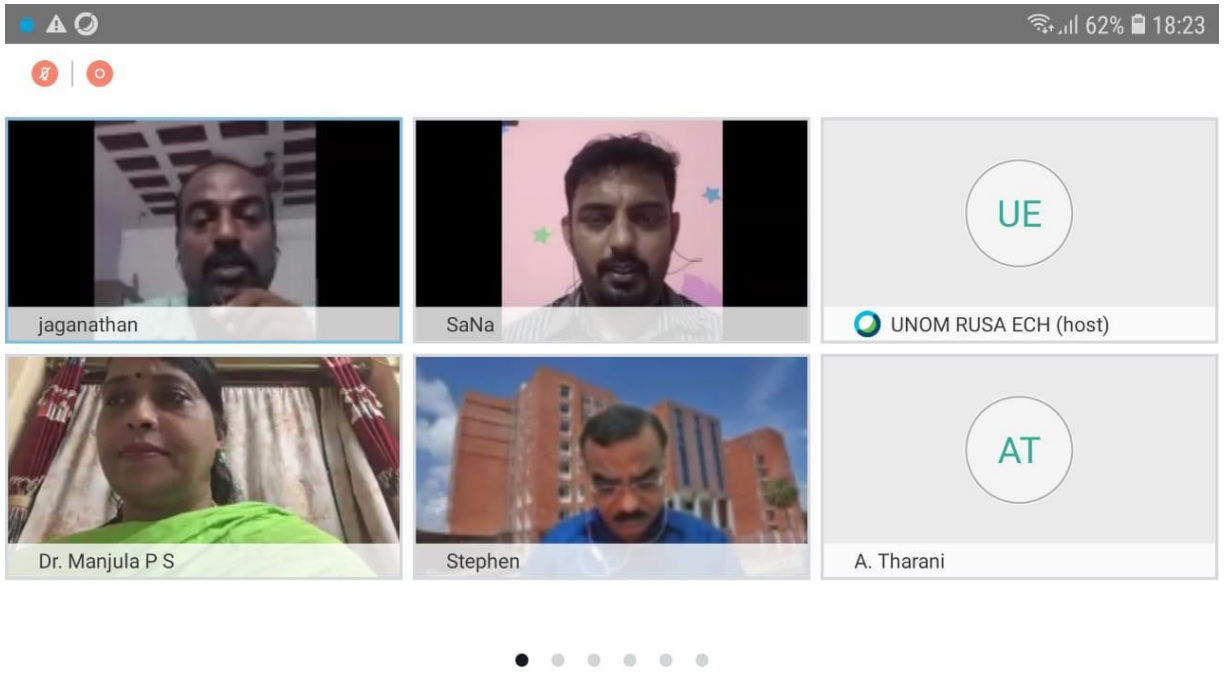 62% 18:23
jaganathan
SaNa
UE
UNOM RUSA ECH (host)
Dr. Manjula P S
Stephen
AT
A. Tharani